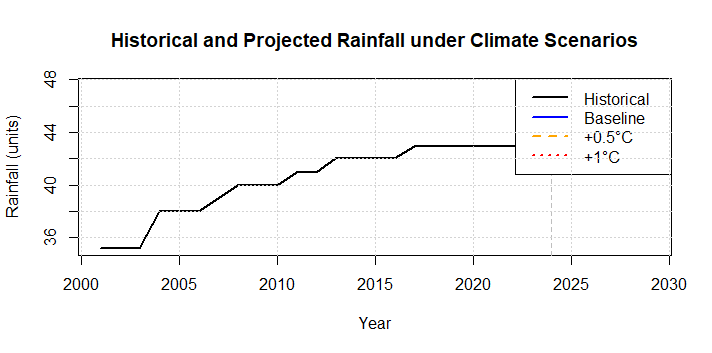 Historical and Projected Rainfall under Climate Scenarios
Rainfall (units)
48
44
40
36
Historical
Baseline
+0.5°C
+1°C
2000 2005 2010 2015 2020 2025 2030
Year